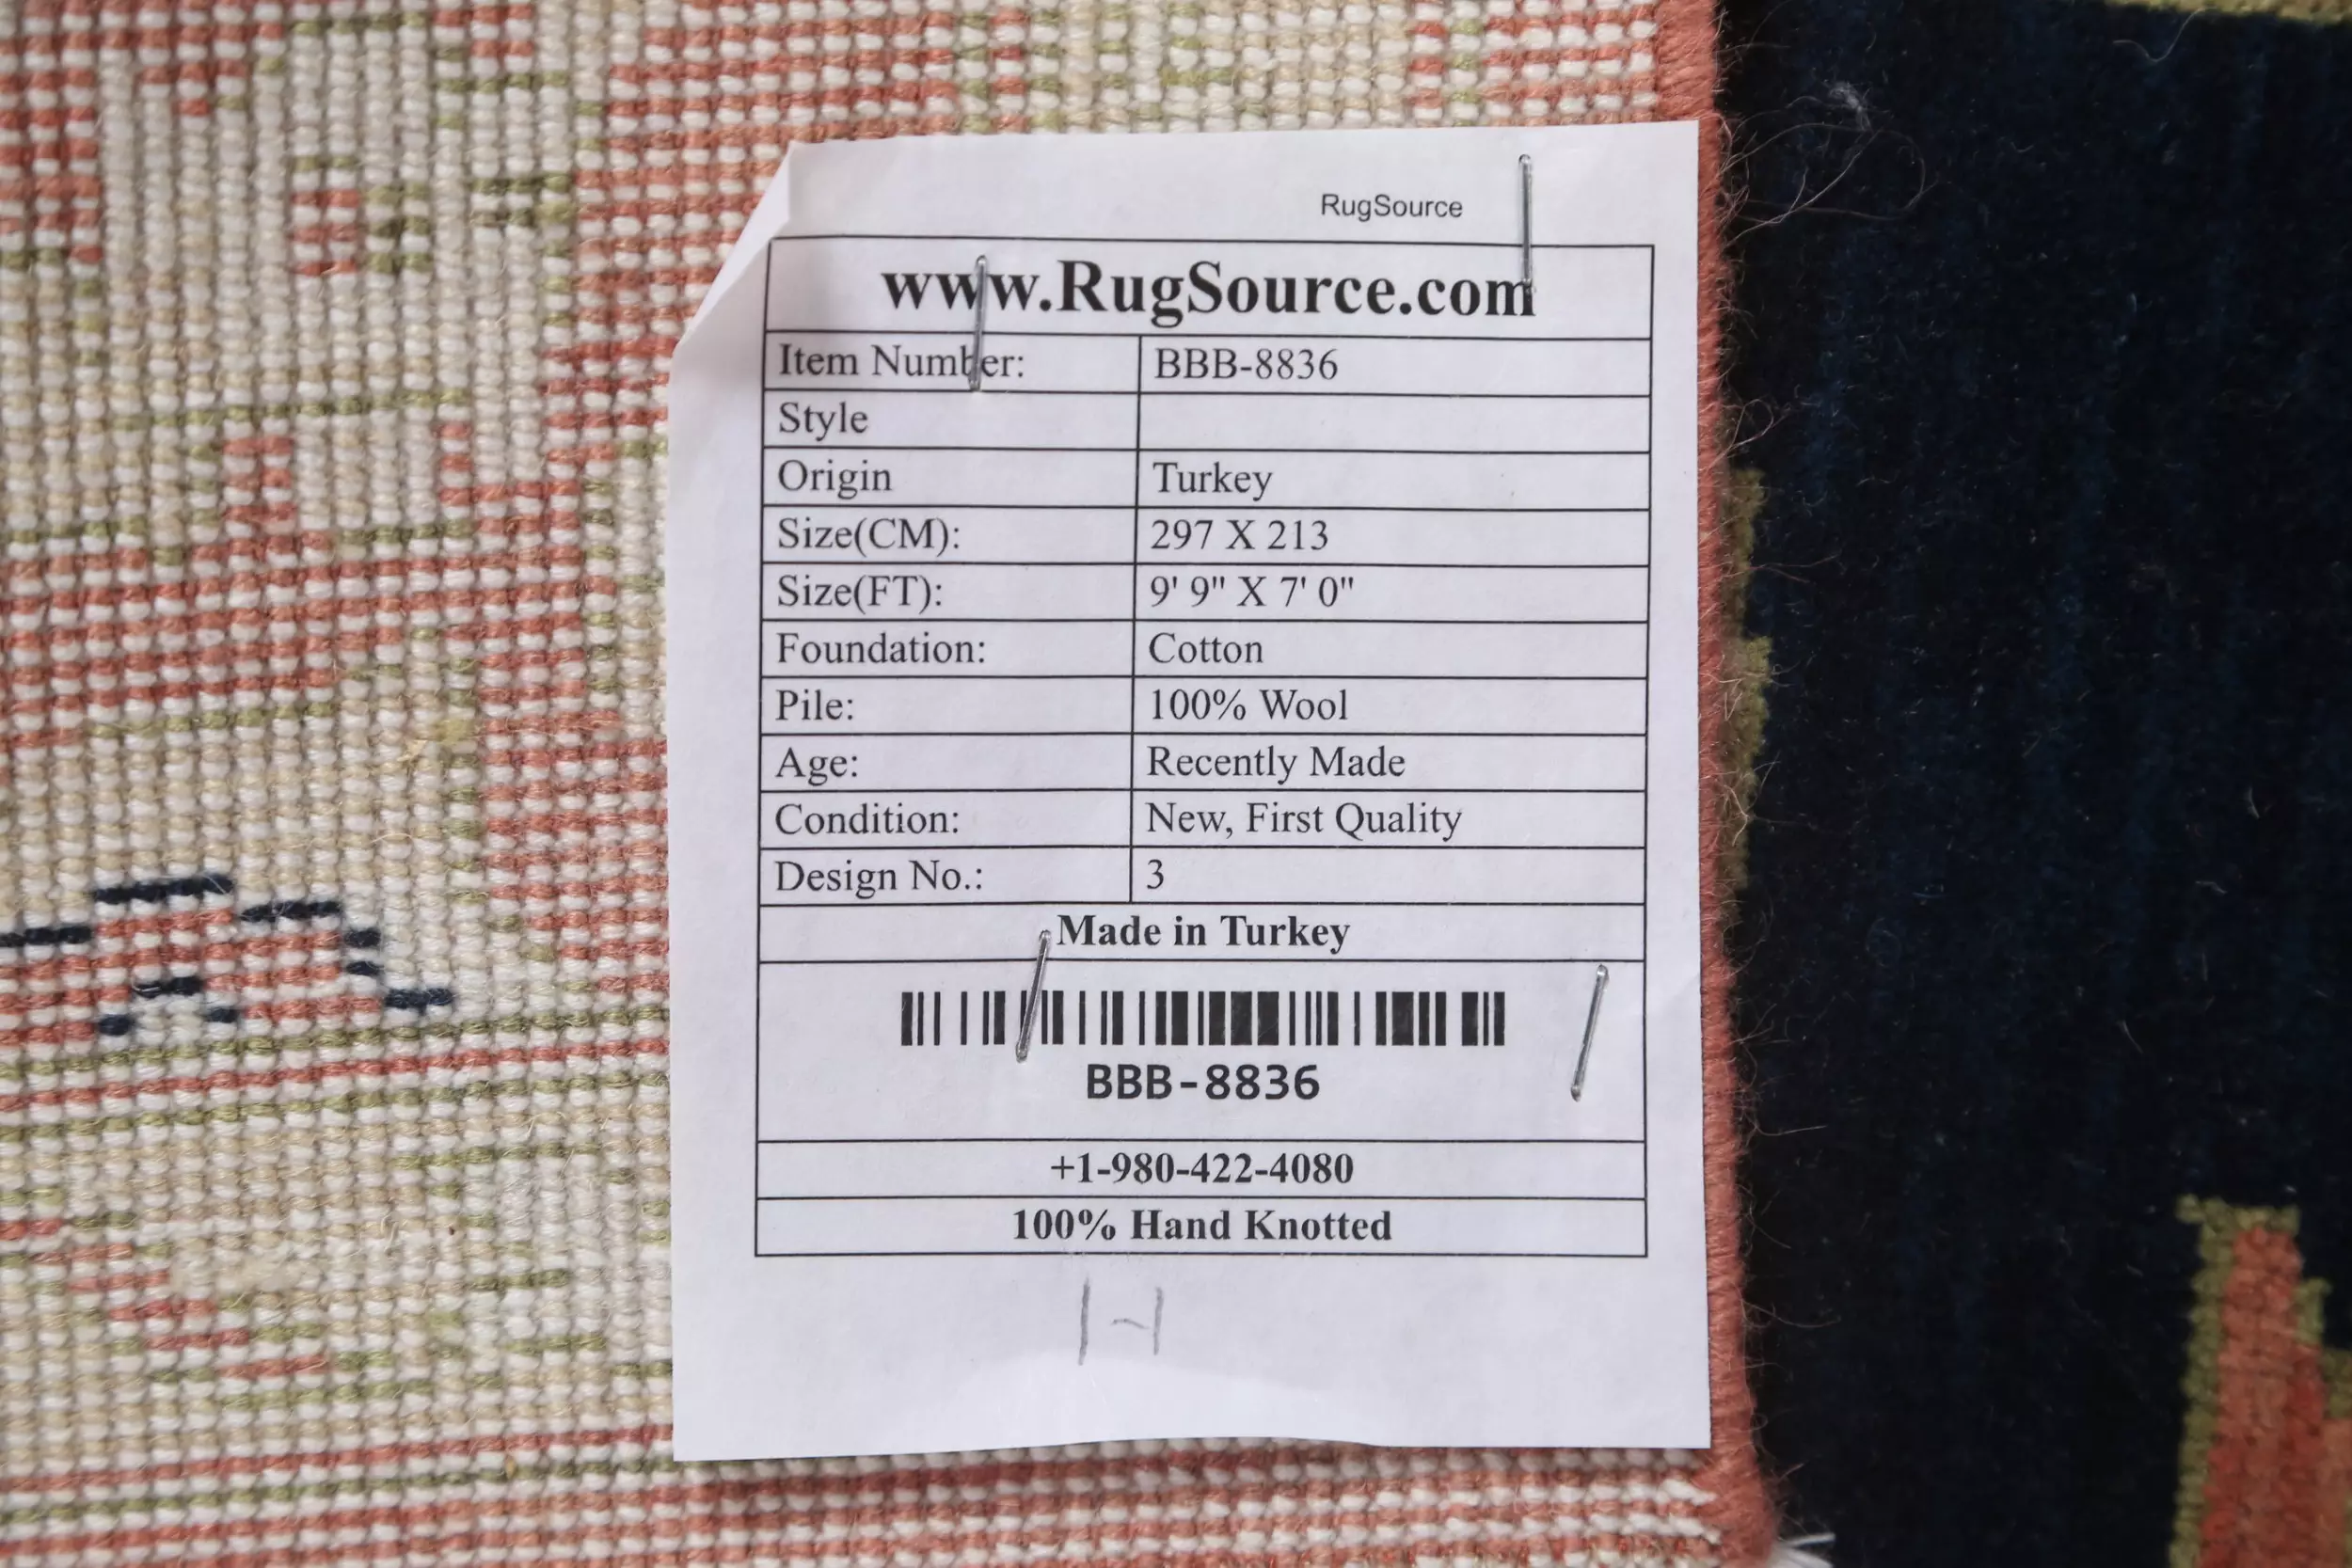 RugSource
www.RugSource.com
Item Number: BBB-8836
Style
Origin Turkey
Size(CM): 297 X 213
Size(FT): 9' 9" X 7' 0"
Foundation: Cotton
Pile: 100% Wool
Age: Recently Made
Condition: New, First Quality
Design No.: 3
Made in Turkey
BBB-8836
+1-980-422-4080
100% Hand Knotted
1-1